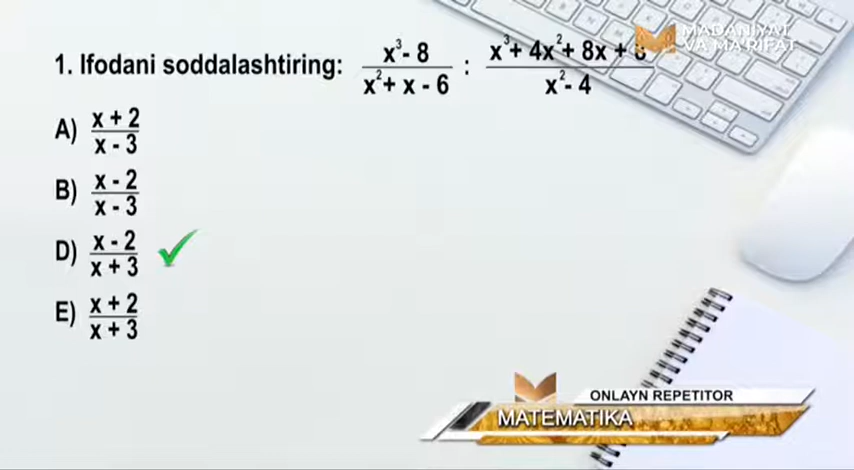 MADANIYAT
VA MA'RIFAT
1. Ifodani soddalashtiring: (x³- 8)/(x²+ x - 6) : (x³+ 4x²+ 8x + 8)/(x²- 4)
A) (x + 2)/(x - 3)
B) (x - 2)/(x - 3)
D) (x - 2)/(x + 3)
E) (x + 2)/(x + 3)
ONLAYN REPETITOR
MATEMATIKA